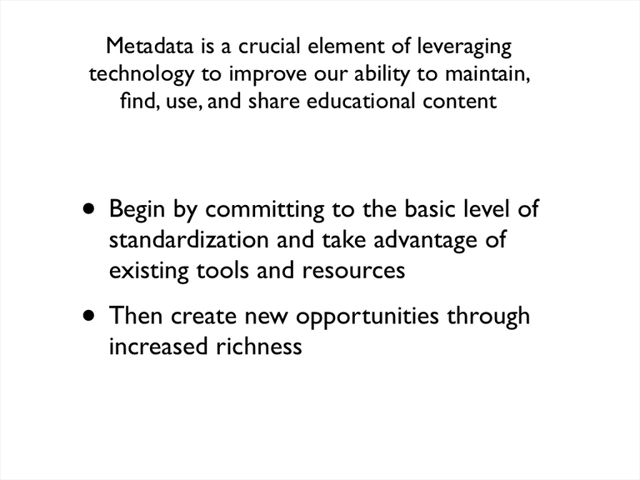 Metadata is a crucial element of leveraging
technology to improve our ability to maintain,
find, use, and share educational content
• Begin by committing to the basic level of
standardization and take advantage of
existing tools and resources
• Then create new opportunities through
increased richness